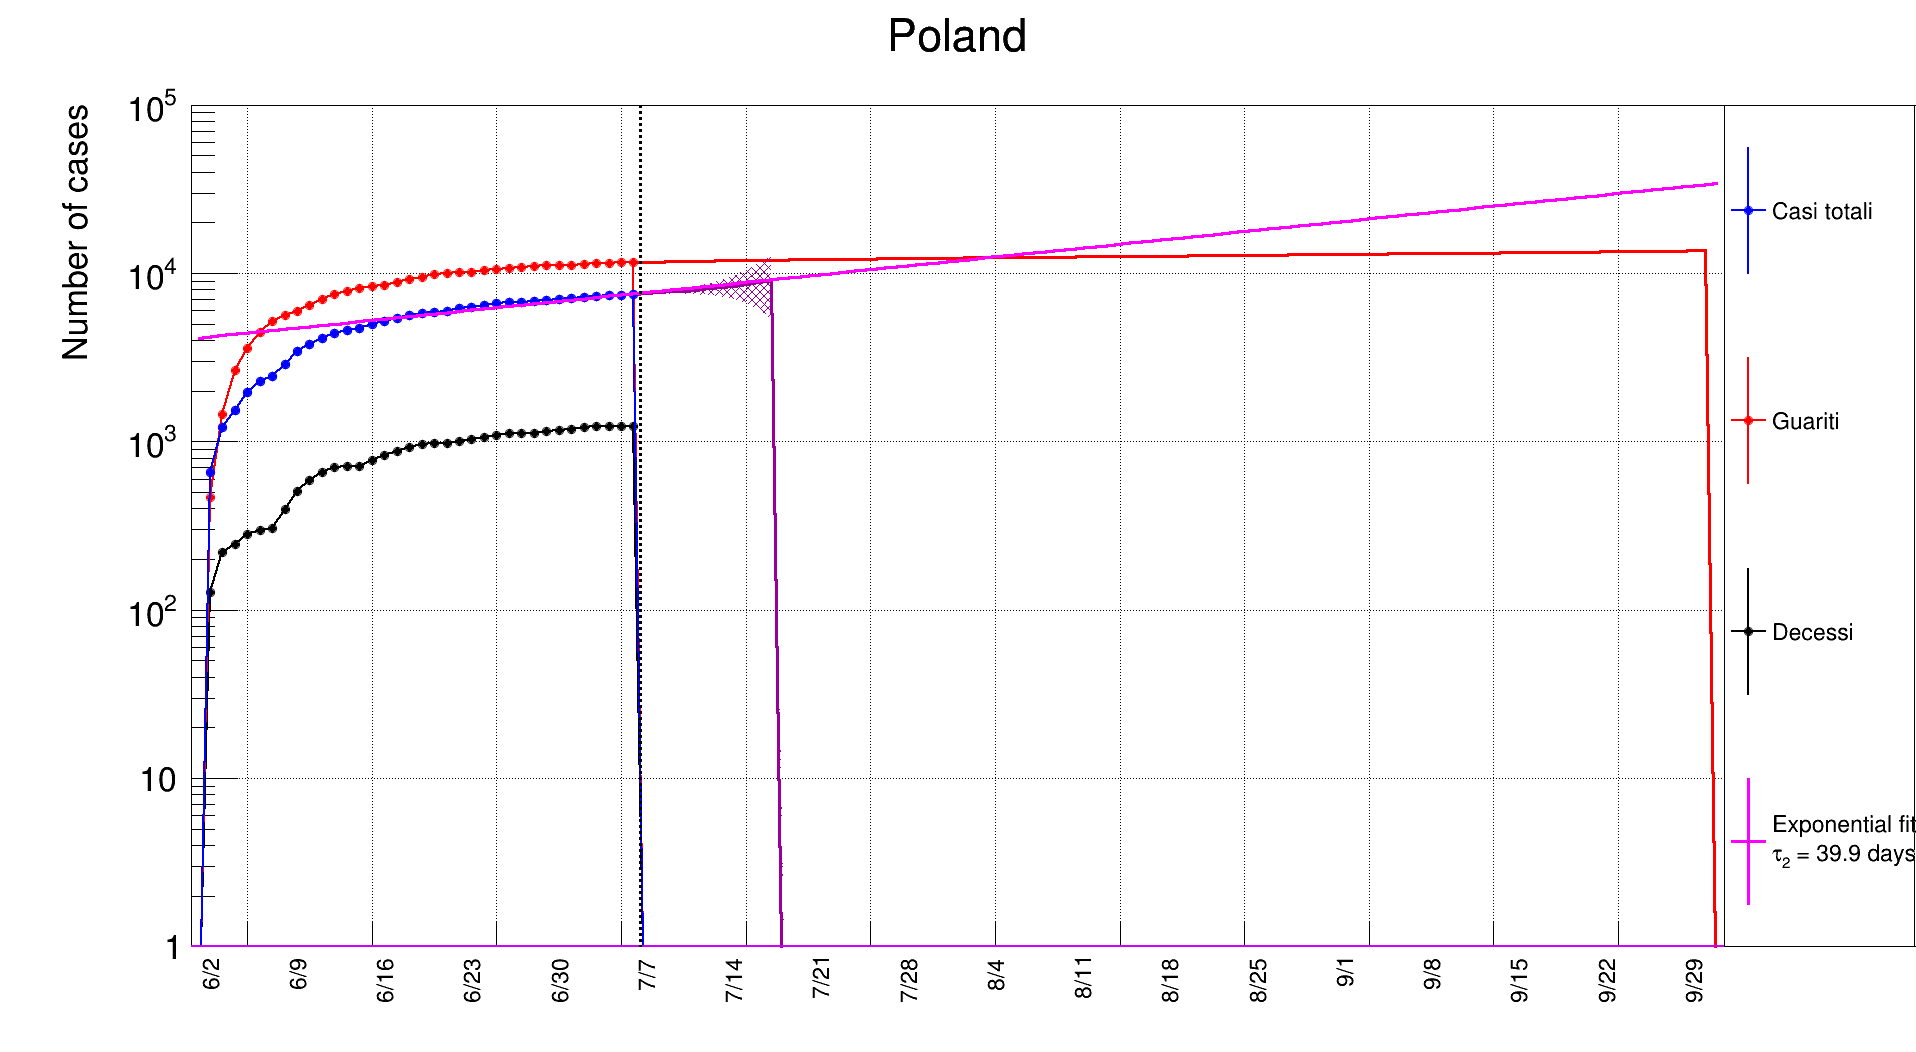 Poland
Number of cases
10^5
10^4
10^3
10^2
10
1
6/2 6/9 6/16 6/23 6/30 7/7 7/14 7/21 7/28 8/4 8/11 8/18 8/25 9/1 9/8 9/15 9/22 9/29
Casi totali
Guariti
Decessi
Exponential fit
τ_2 = 39.9 days